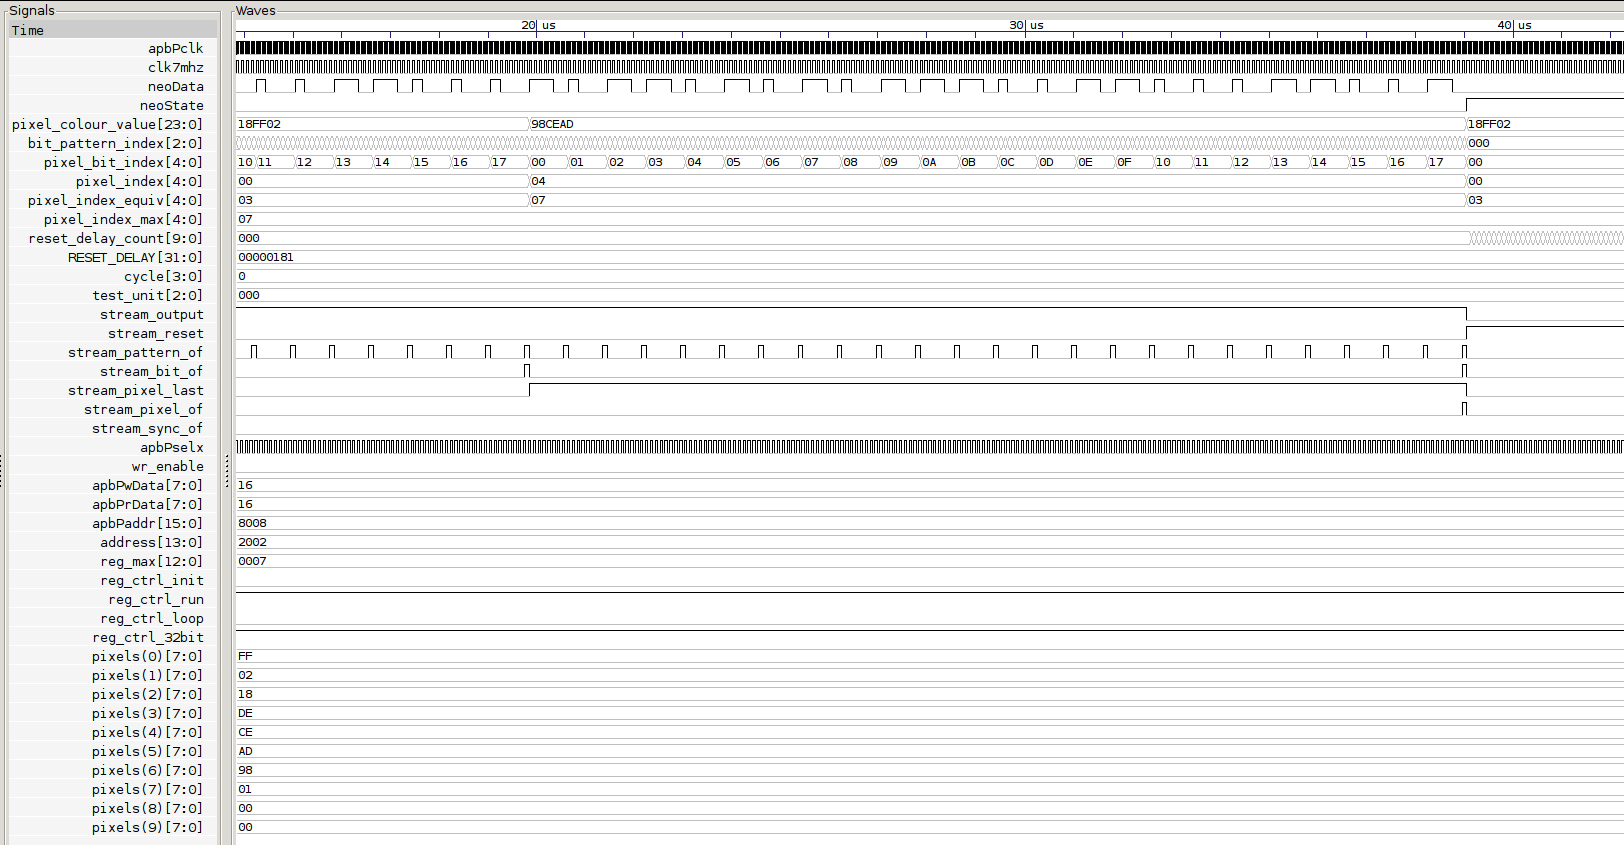 Signals Waves
Time 20 us 30 us 40 us
apbPclk
clk7mhz
neoData
neoState
pixel_colour_value[23:0] 18FF02 98CEAD 18FF02
bit_pattern_index[2:0] 000
pixel_bit_index[4:0] 10 11 12 13 14 15 16 17 00 01 02 03 04 05 06 07 08 09 0A 0B 0C 0D 0E 0F 10 11 12 13 14 15 16 17 00
pixel_index[4:0] 00 04 00
pixel_index_equiv[4:0] 03 07 03
pixel_index_max[4:0] 07
reset_delay_count[9:0] 000
RESET_DELAY[31:0] 00000181
cycle[3:0] 0
test_unit[2:0] 000
stream_output
stream_reset
stream_pattern_of
stream_bit_of
stream_pixel_last
stream_pixel_of
stream_sync_of
apbPselx
wr_enable
apbPwData[7:0] 16
apbPrData[7:0] 16
apbPaddr[15:0] 8008
address[13:0] 2002
reg_max[12:0] 0007
reg_ctrl_init
reg_ctrl_run
reg_ctrl_loop
reg_ctrl_32bit
pixels(0)[7:0] FF
pixels(1)[7:0] 02
pixels(2)[7:0] 18
pixels(3)[7:0] DE
pixels(4)[7:0] CE
pixels(5)[7:0] AD
pixels(6)[7:0] 98
pixels(7)[7:0] 01
pixels(8)[7:0] 00
pixels(9)[7:0] 00